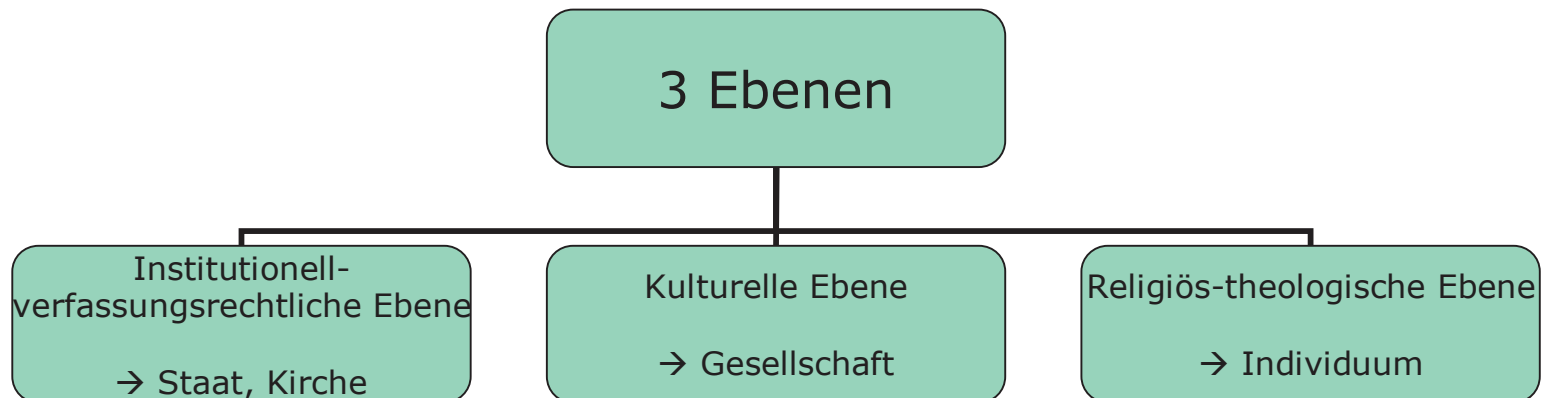 3 Ebenen
Institutionell-
verfassungsrechtliche Ebene
→ Staat, Kirche
Kulturelle Ebene
→ Gesellschaft
Religiös-theologische Ebene
→ Individuum